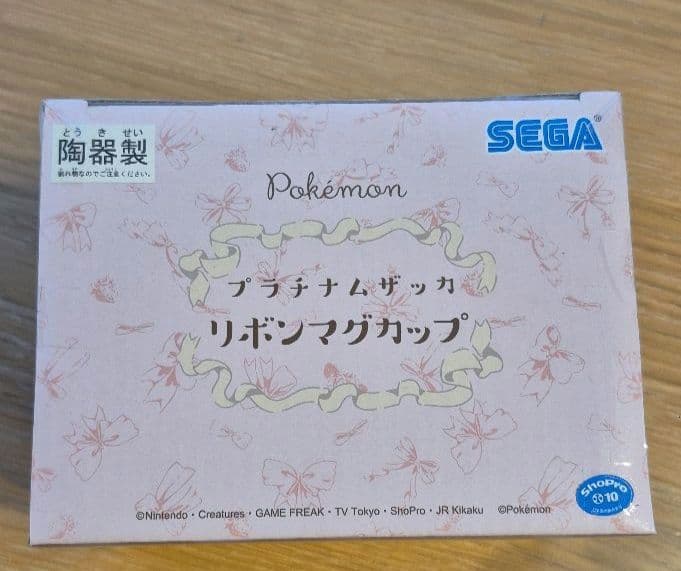 とうきせい
陶器製
割れ物なのでご注意ください。
SEGA®
Pokémon
プラチナムザッカ
リボンマグカップ
ShoPro
10
©Nintendo・Creatures・GAME FREAK・TV Tokyo・ShoPro・JR Kikaku ©Pokémon